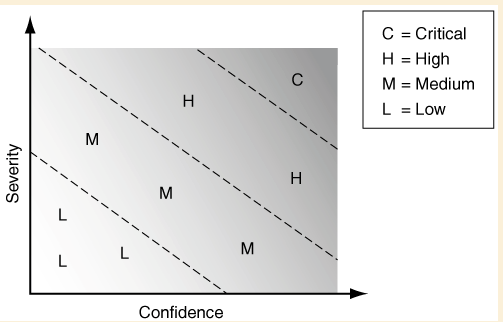 C = Critical
H = High
M = Medium
L = Low
C
H
M
H
M
L
M
L
L
Severity
Confidence